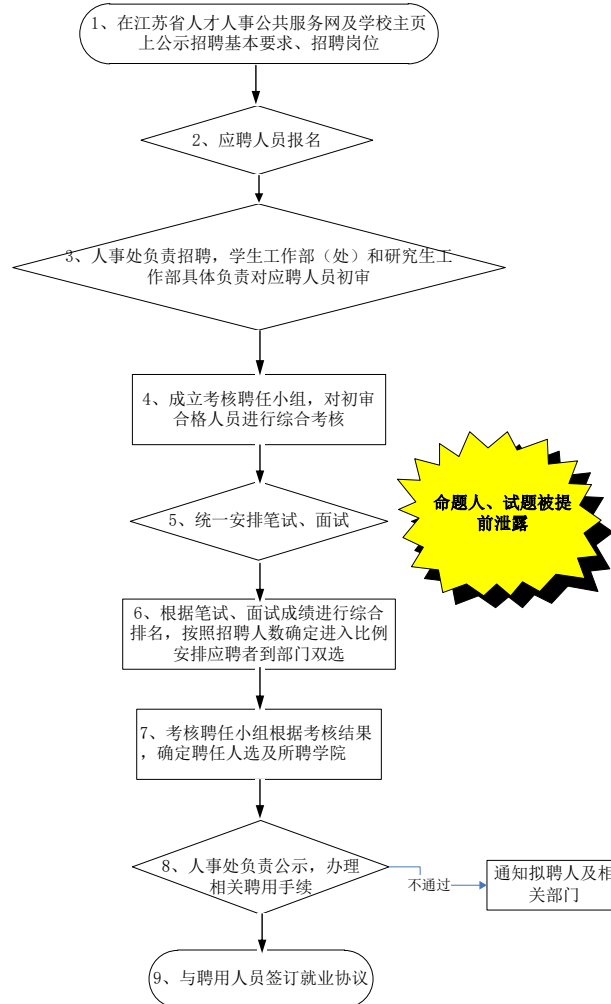 1、在江苏省人才人事公共服务网及学校主页
上公示招聘基本要求、招聘岗位
2、应聘人员报名
3、人事处负责招聘，学生工作部（处）和研究生工
作部具体负责对应聘人员初审
4、成立考核聘任小组，对初审
合格人员进行综合考核
命题人、试题被提
前泄露
5、统一安排笔试、面试
6、根据笔试、面试成绩进行综合
排名，按照招聘人数确定进入比例
安排应聘者到部门双选
7、考核聘任小组根据考核结果
，确定聘任人选及所聘学院
8、人事处负责公示，办理
相关聘用手续
不通过
通知拟聘人及相
关部门
9、与聘用人员签订就业协议